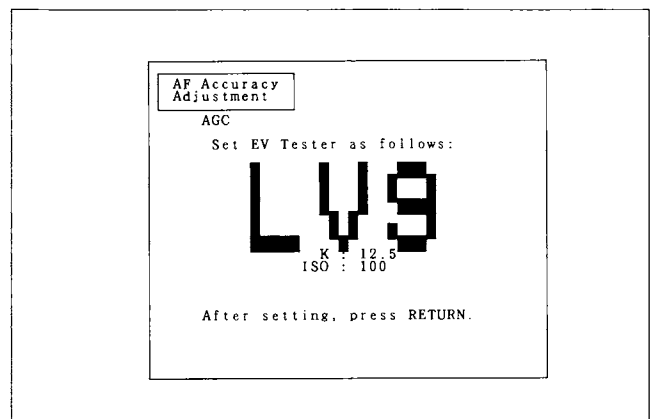 AF Accuracy
Adjustment
AGC
Set EV Tester as follows:
LV9
K : 12.5
ISO : 100
After setting, press RETURN.